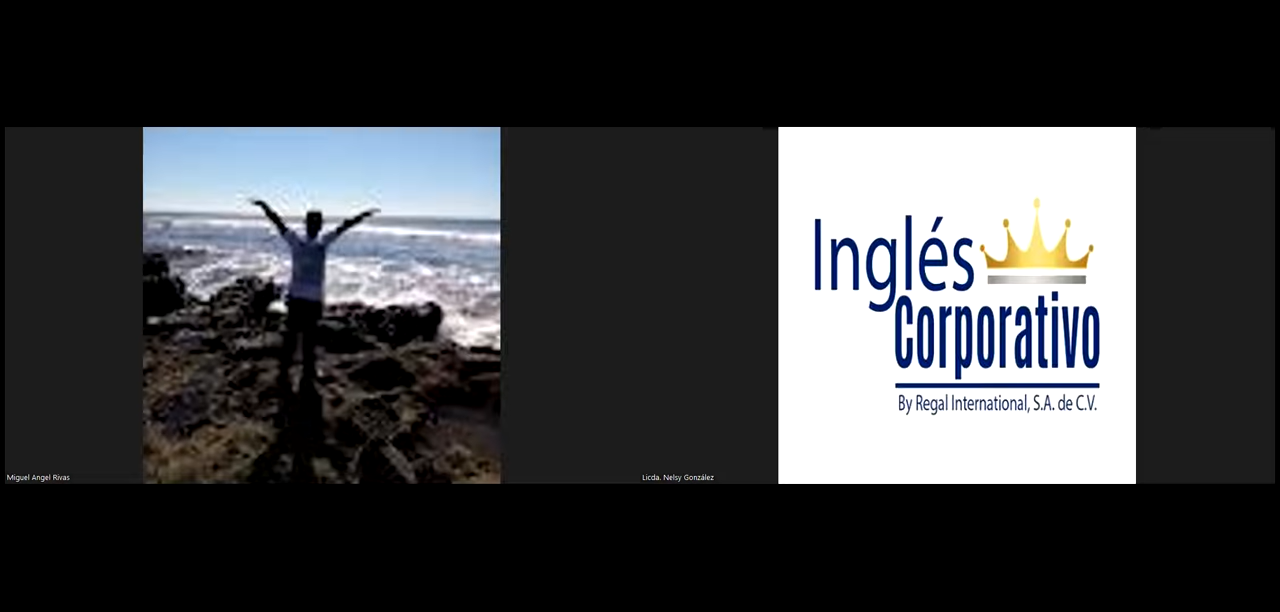 Inglés
Corporativo
By Regal International, S.A. de C.V.
Miguel Angel Rivas
Licda. Nelsy González